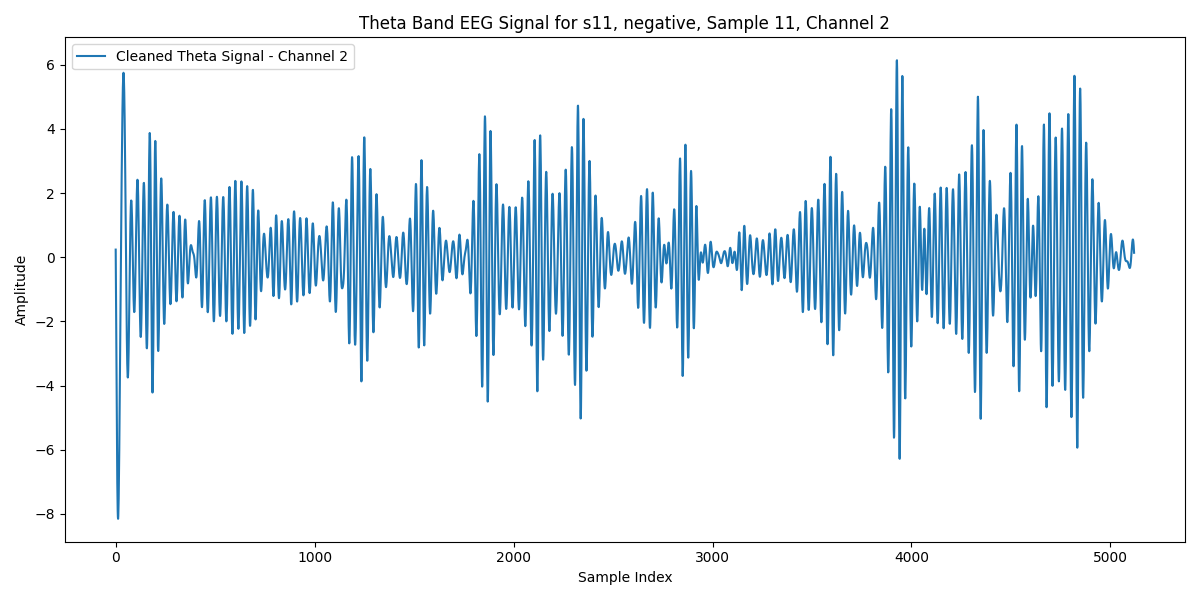 Theta Band EEG Signal for s11, negative, Sample 11, Channel 2
Cleaned Theta Signal - Channel 2
6
4
2
0
−2
−4
−6
−8
Amplitude
0 1000 2000 3000 4000 5000
Sample Index